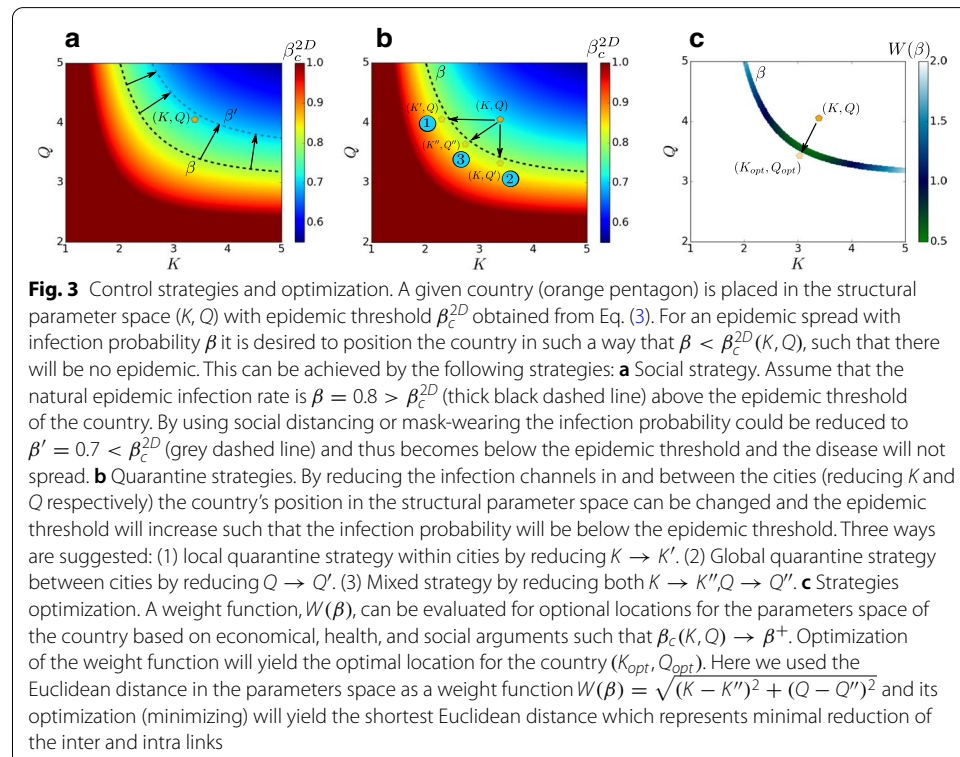 a
b
c
β_c^{2D}
β_c^{2D}
W(β)
5
4
3
2
Q
1 2 3 4 5
K
β
β′
(K, Q)
β
1.0
0.9
0.8
0.7
0.6
5
4
3
2
Q
1 2 3 4 5
K
β
(K′, Q)
(K, Q)
1
(K″, Q″)
3
(K, Q′)
2
1.0
0.9
0.8
0.7
0.6
5
4
3
2
Q
1 2 3 4 5
K
β
(K, Q)
(K_{opt}, Q_{opt})
2.0
1.5
1.0
0.5
Fig. 3 Control strategies and optimization. A given country (orange pentagon) is placed in the structural
parameter space (K, Q) with epidemic threshold β_c^{2D} obtained from Eq. (3). For an epidemic spread with
infection probability β it is desired to position the country in such a way that β < β_c^{2D}(K, Q), such that there
will be no epidemic. This can be achieved by the following strategies: a Social strategy. Assume that the
natural epidemic infection rate is β = 0.8 > β_c^{2D} (thick black dashed line) above the epidemic threshold
of the country. By using social distancing or mask-wearing the infection probability could be reduced to
β′ = 0.7 < β_c^{2D} (grey dashed line) and thus becomes below the epidemic threshold and the disease will not
spread. b Quarantine strategies. By reducing the infection channels in and between the cities (reducing K and
Q respectively) the country's position in the structural parameter space can be changed and the epidemic
threshold will increase such that the infection probability will be below the epidemic threshold. Three ways
are suggested: (1) local quarantine strategy within cities by reducing K → K′. (2) Global quarantine strategy
between cities by reducing Q → Q′. (3) Mixed strategy by reducing both K → K″,Q → Q″. c Strategies
optimization. A weight function, W(β), can be evaluated for optional locations for the parameters space of
the country based on economical, health, and social arguments such that β_c(K, Q) → β⁺. Optimization
of the weight function will yield the optimal location for the country (K_{opt}, Q_{opt}). Here we used the
Euclidean distance in the parameters space as a weight function W(β) = √((K − K″)² + (Q − Q″)²) and its
optimization (minimizing) will yield the shortest Euclidean distance which represents minimal reduction of
the inter and intra links